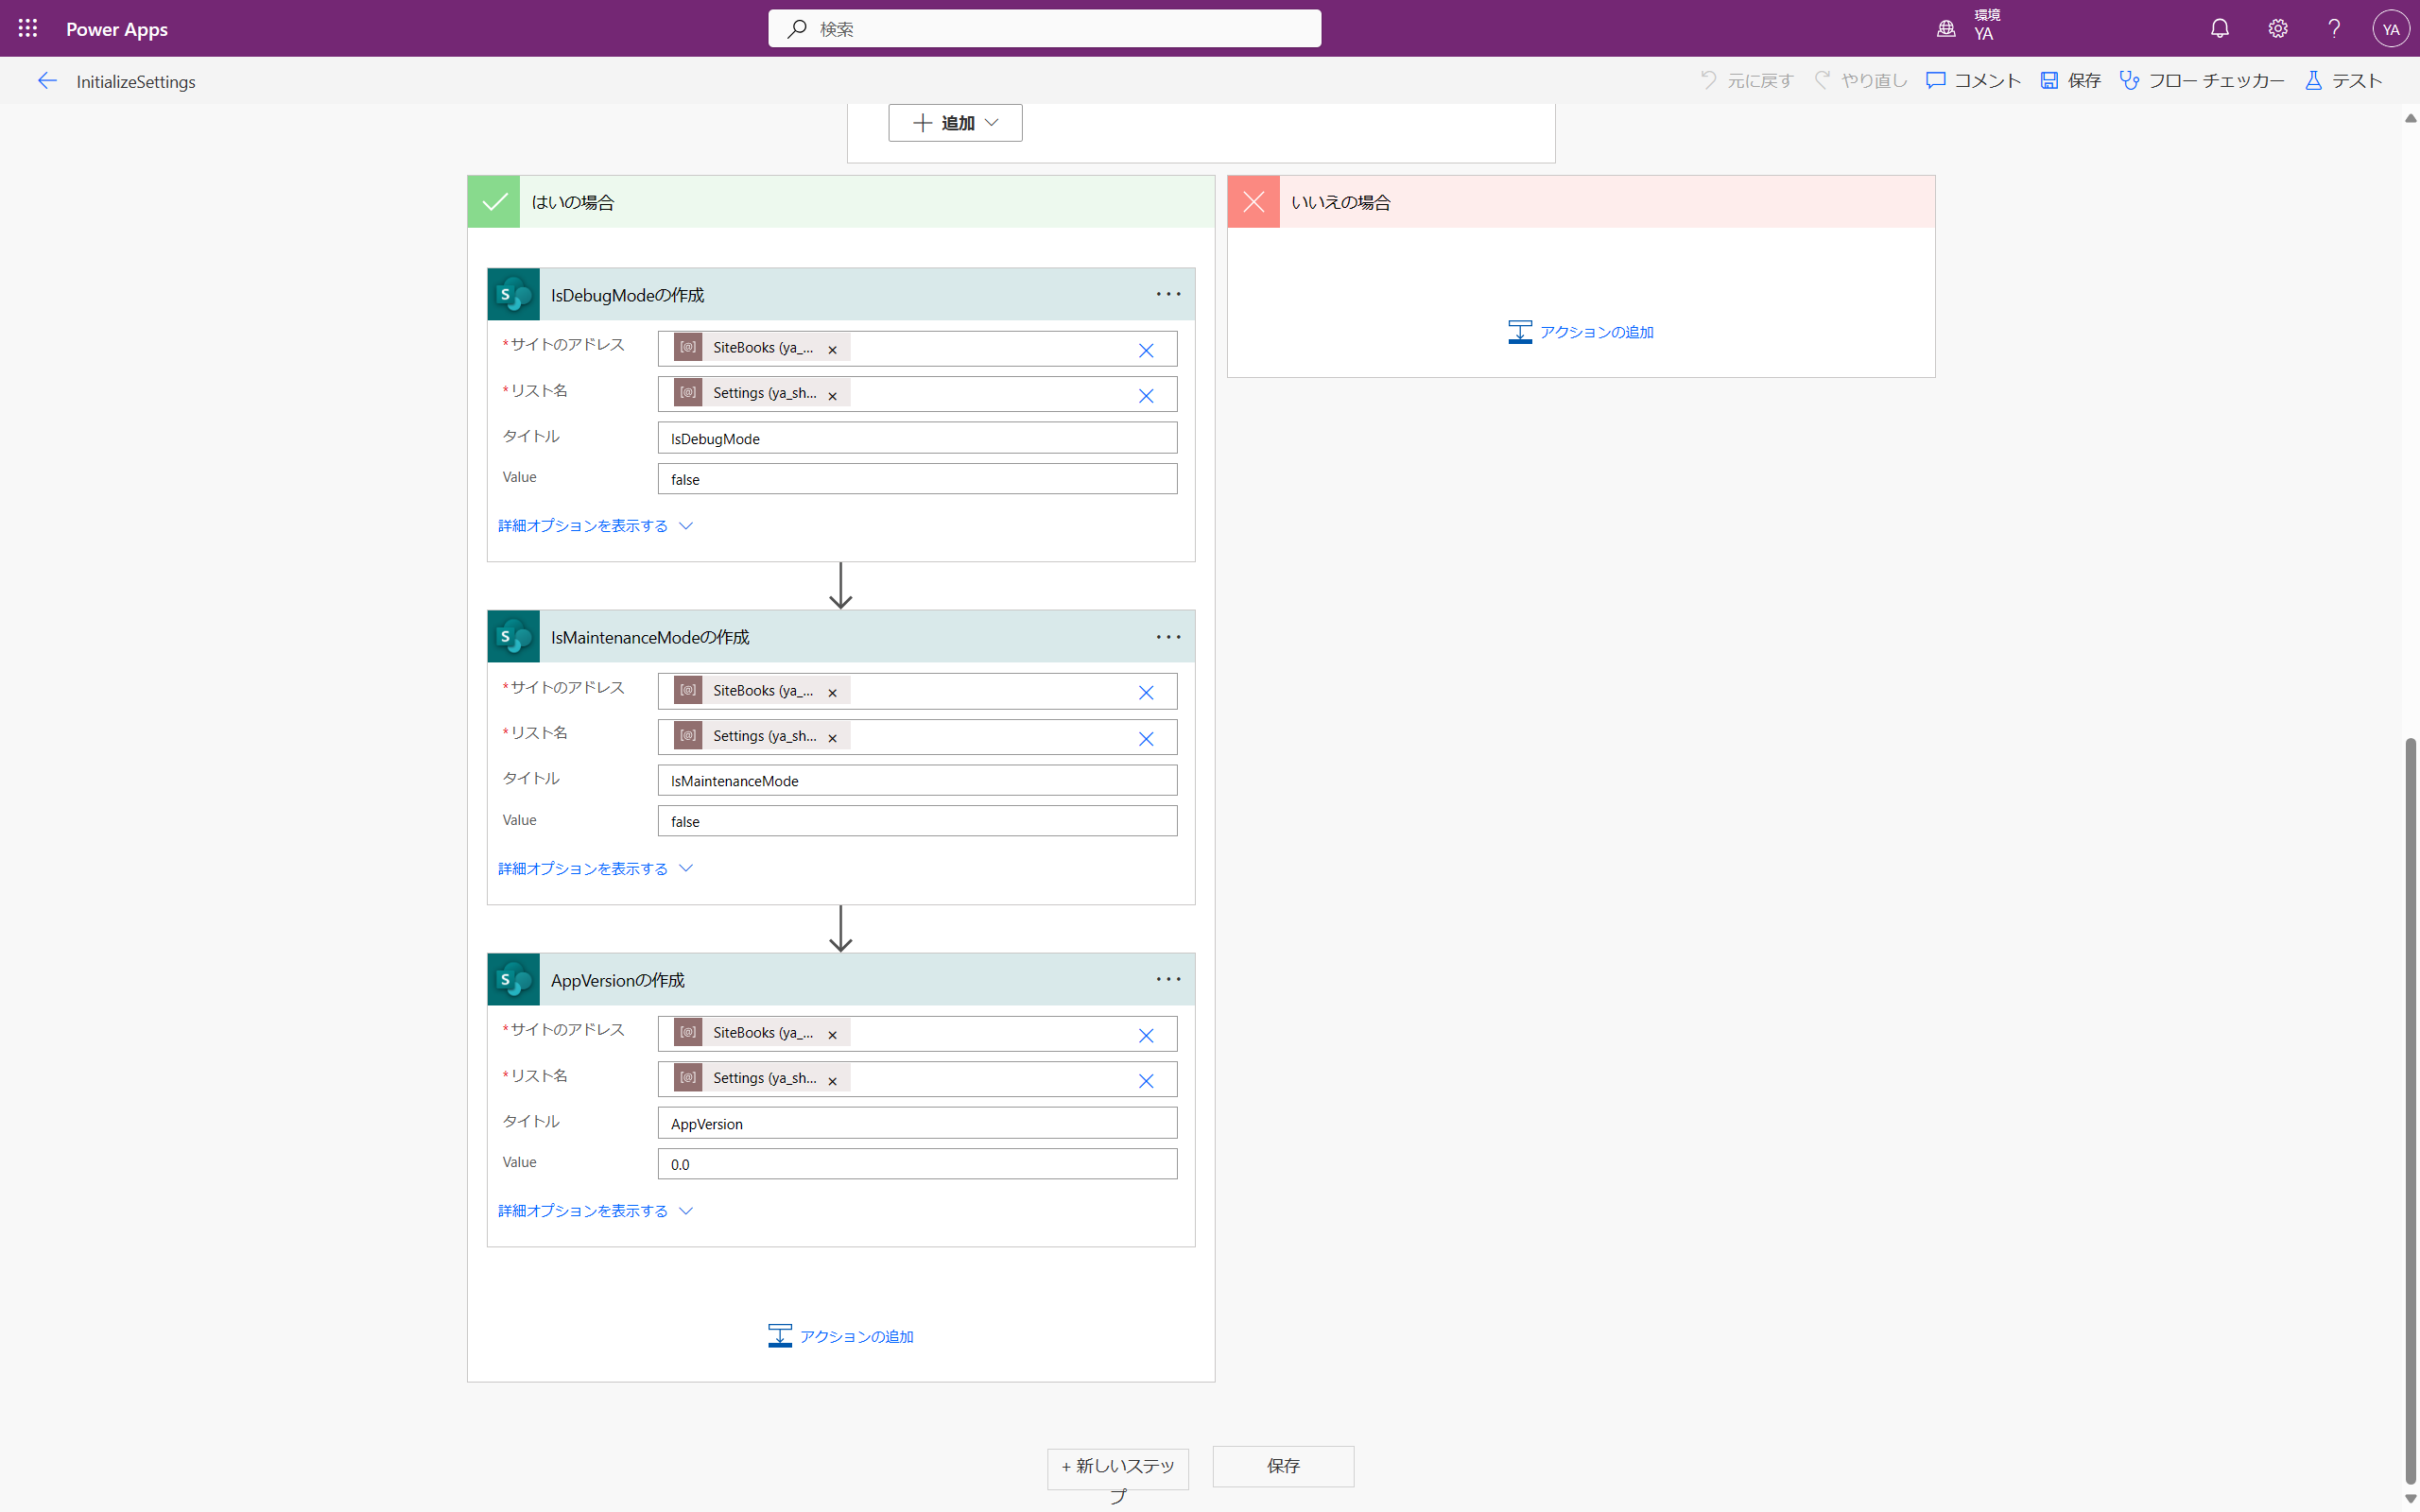 Power Apps
検索
環境
YA
YA
InitializeSettings
元に戻す
やり直し
コメント
保存
フロー チェッカー
テスト
追加
はいの場合
いいえの場合
アクションの追加
IsDebugModeの作成
*サイトのアドレス
[@] SiteBooks (ya_... ×
*リスト名
[@] Settings (ya_sh... ×
タイトル
IsDebugMode
Value
false
詳細オプションを表示する
IsMaintenanceModeの作成
*サイトのアドレス
[@] SiteBooks (ya_... ×
*リスト名
[@] Settings (ya_sh... ×
タイトル
IsMaintenanceMode
Value
false
詳細オプションを表示する
AppVersionの作成
*サイトのアドレス
[@] SiteBooks (ya_... ×
*リスト名
[@] Settings (ya_sh... ×
タイトル
AppVersion
Value
0.0
詳細オプションを表示する
アクションの追加
+ 新しいステッ
プ
保存